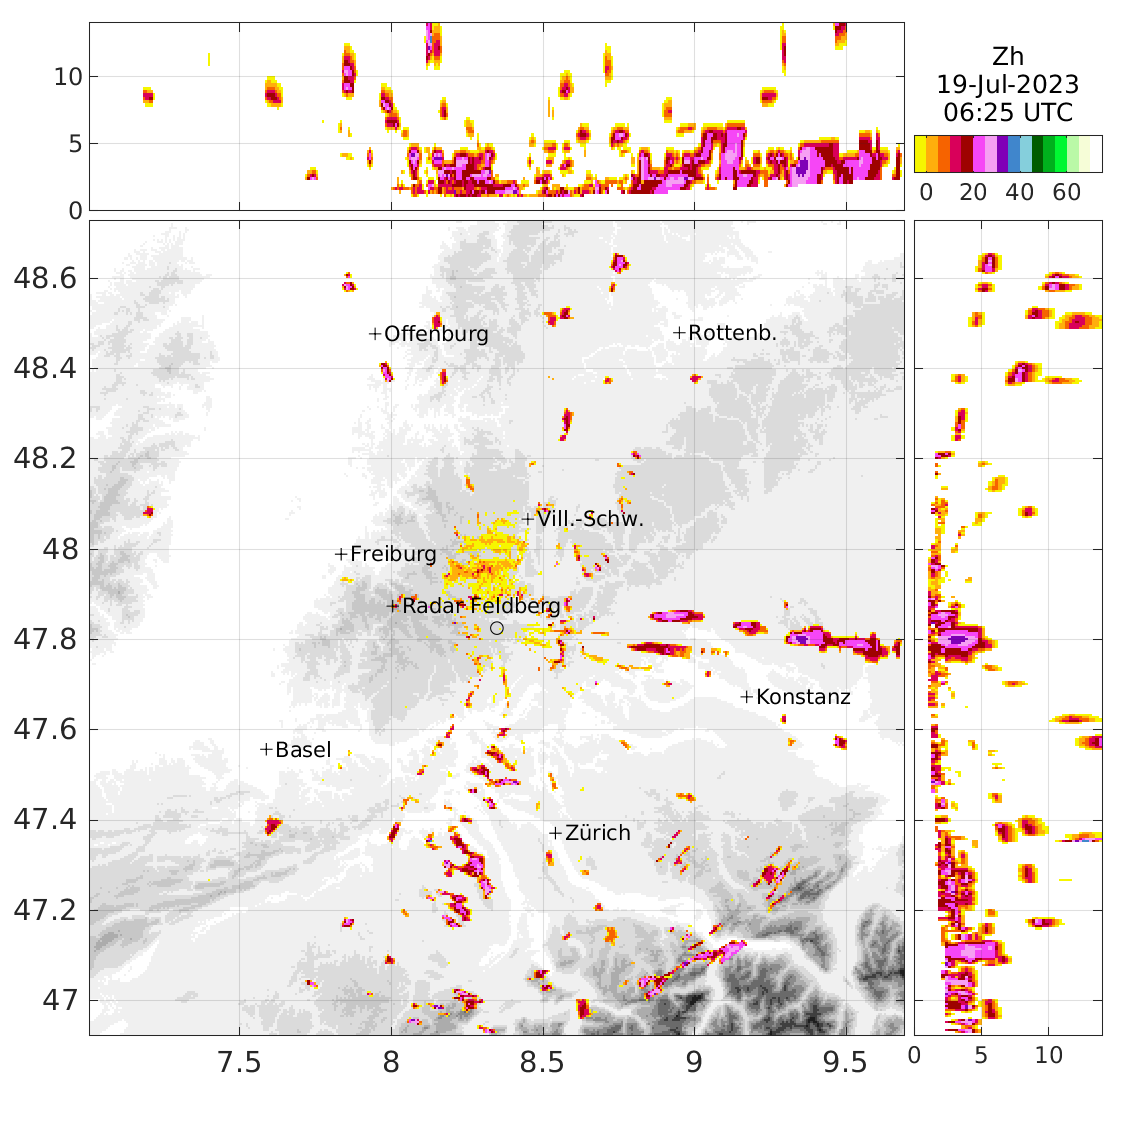 10
5
0
Zh
19-Jul-2023
06:25 UTC
0 20 40 60
48.6
48.4
48.2
48
47.8
47.6
47.4
47.2
47
+Offenburg
+Rottenb.
+Vill.-Schw.
+Freiburg
+Radar Feldberg
+Konstanz
+Basel
+Zürich
7.5 8 8.5 9 9.5
0 5 10